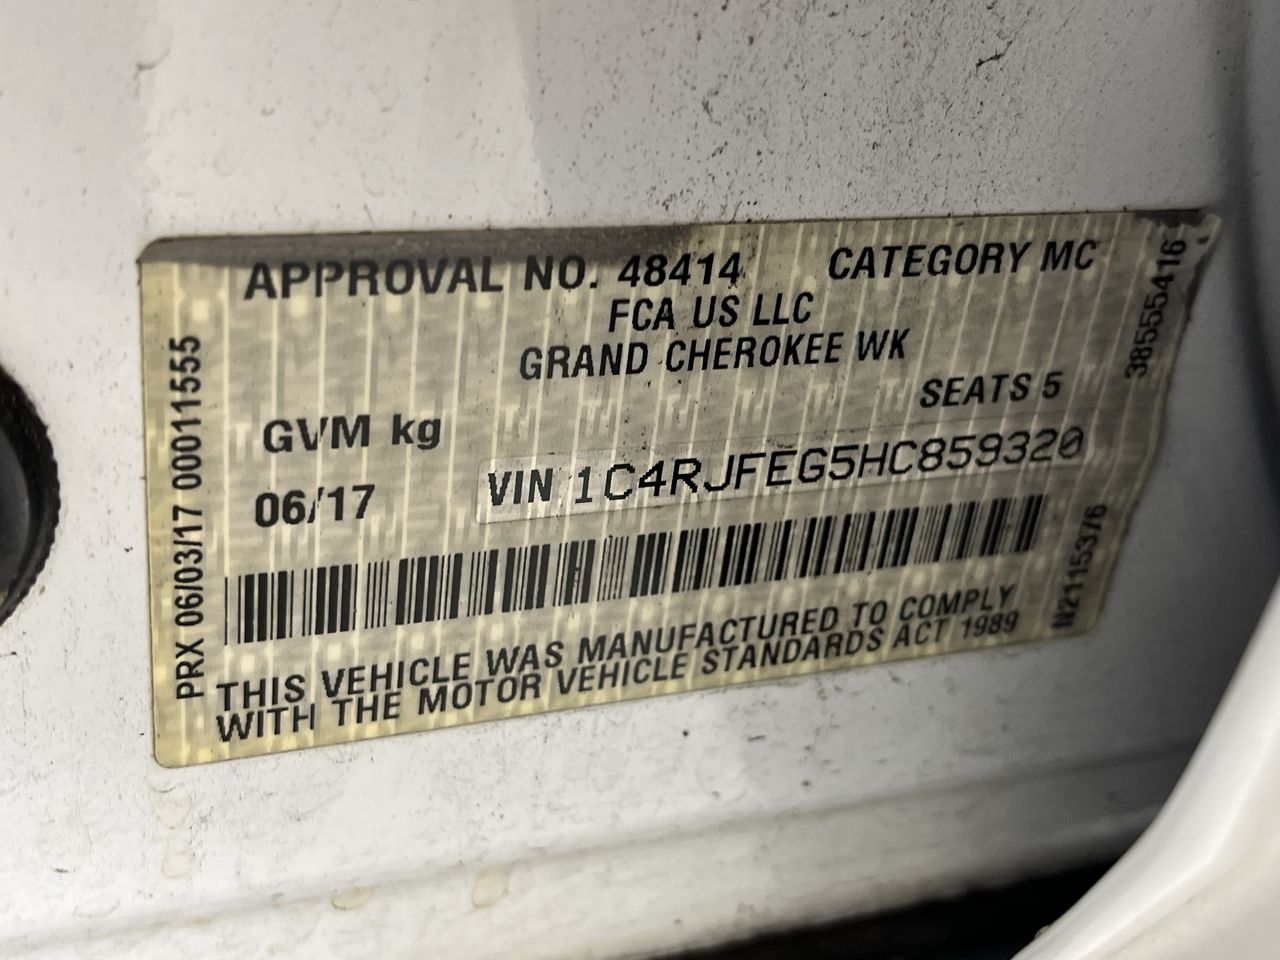 APPROVAL NO. 48414 CATEGORY MC
FCA US LLC
GRAND CHEROKEE WK
SEATS 5
GVM kg
06/17
VIN 1C4RJFEG5HC859320
THIS VEHICLE WAS MANUFACTURED TO COMPLY
WITH THE MOTOR VEHICLE STANDARDS ACT 1989
PRX 06/03/17 00011555
385554416
N2115376